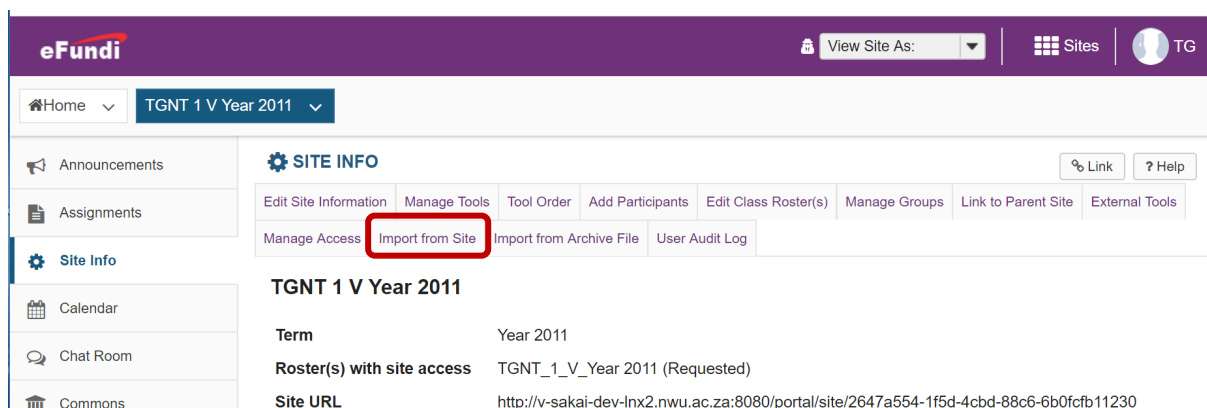 eFundi
View Site As:
Sites
TG
Home
TGNT 1 V Year 2011
Announcements
Assignments
Site Info
Calendar
Chat Room
Commons
SITE INFO
Link
? Help
Edit Site Information Manage Tools Tool Order Add Participants Edit Class Roster(s) Manage Groups Link to Parent Site External Tools
Manage Access Import from Site Import from Archive File User Audit Log
TGNT 1 V Year 2011
Term Year 2011
Roster(s) with site access TGNT_1_V_Year 2011 (Requested)
Site URL http://v-sakai-dev-lnx2.nwu.ac.za:8080/portal/site/2647a554-1f5d-4cbd-88c6-6b0fcfb11230